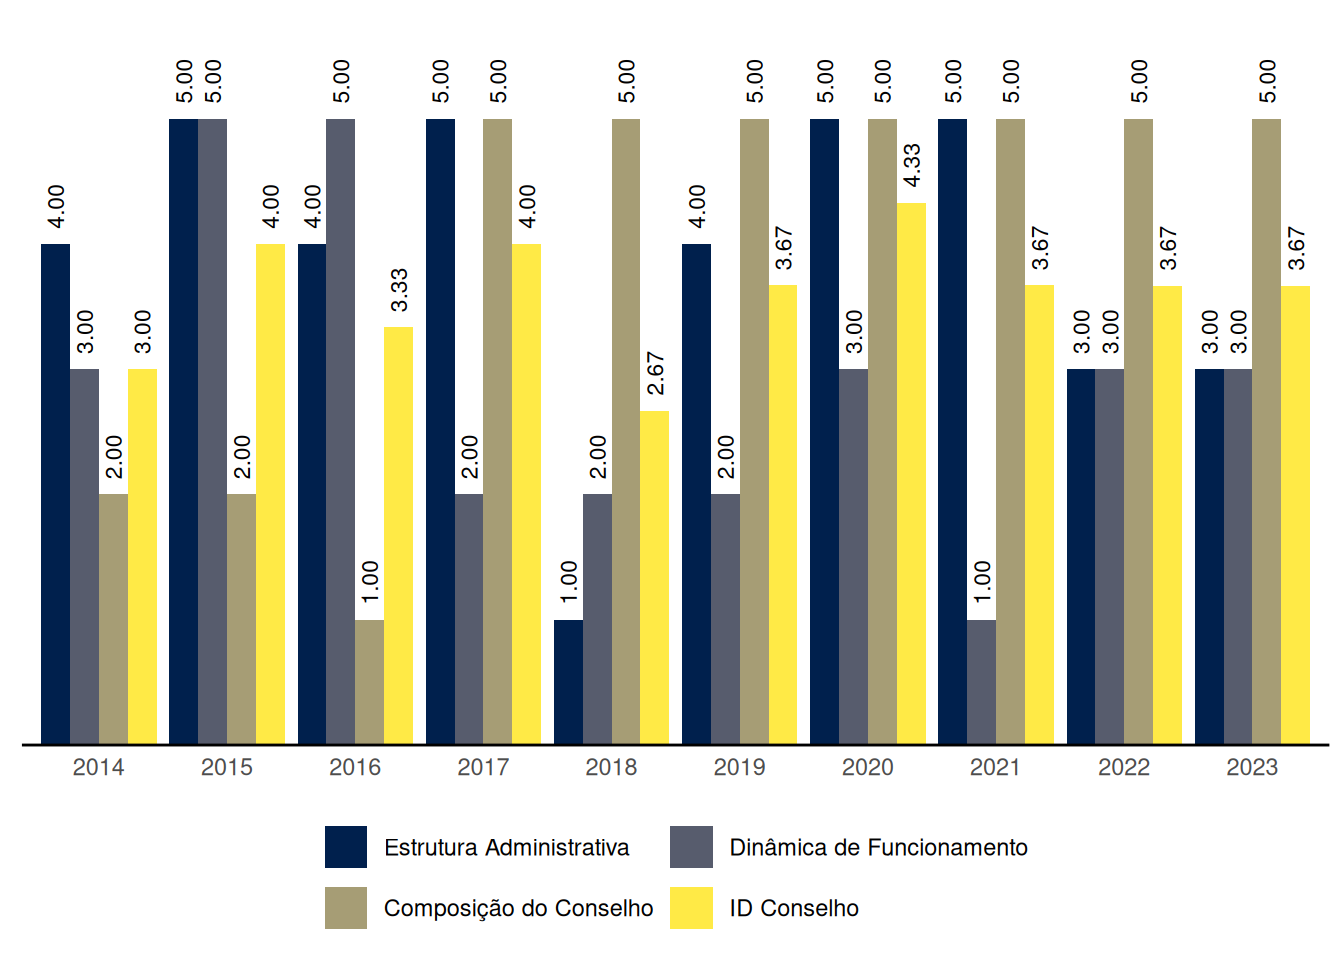 5.00 5.00 5.00 5.00 5.00 5.00 5.00 5.00 5.00 5.00 5.00 5.00 5.00
4.33
4.00 4.00 4.00 4.00 4.00
3.67 3.67 3.67 3.67
3.33
3.00 3.00 3.00 3.00 3.00 3.00 3.00
2.67
2.00 2.00 2.00 2.00 2.00
1.00 1.00 1.00
2014 2015 2016 2017 2018 2019 2020 2021 2022 2023
Estrutura Administrativa Dinâmica de Funcionamento
Composição do Conselho ID Conselho